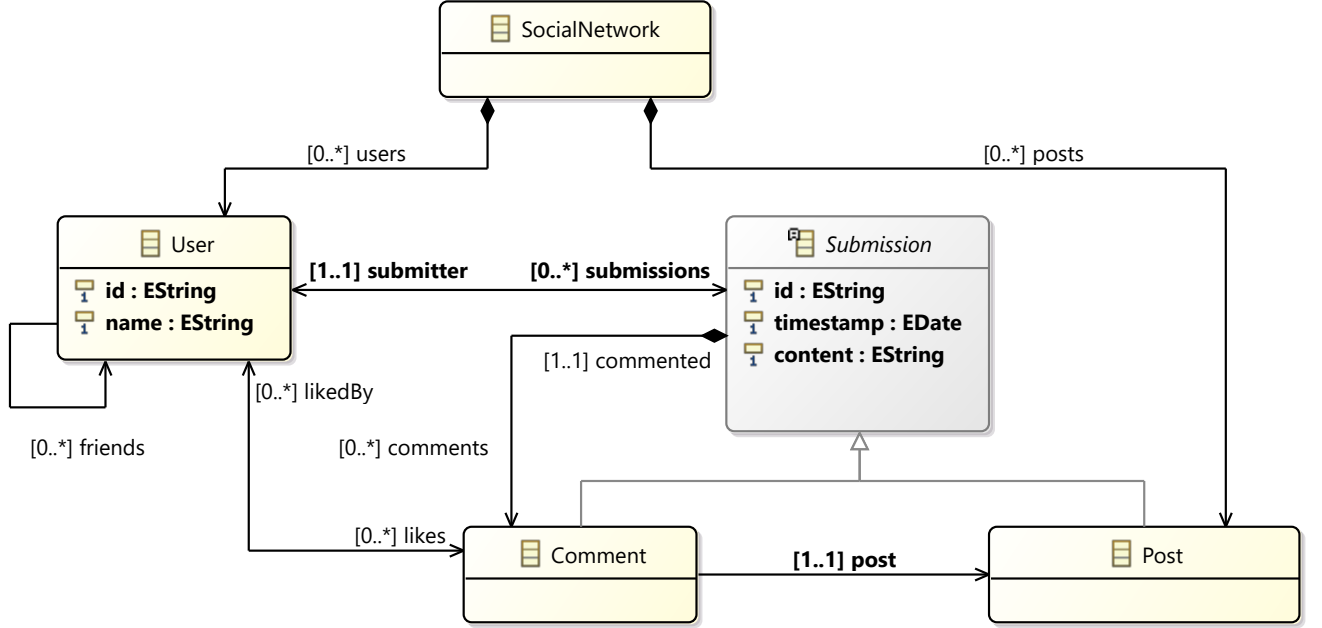 SocialNetwork
[0..*] users
[0..*] posts
User
id : EString
name : EString
[1..1] submitter
[0..*] submissions
Submission
id : EString
timestamp : EDate
content : EString
[1..1] commented
[0..*] likedBy
[0..*] friends
[0..*] comments
[0..*] likes
Comment
[1..1] post
Post